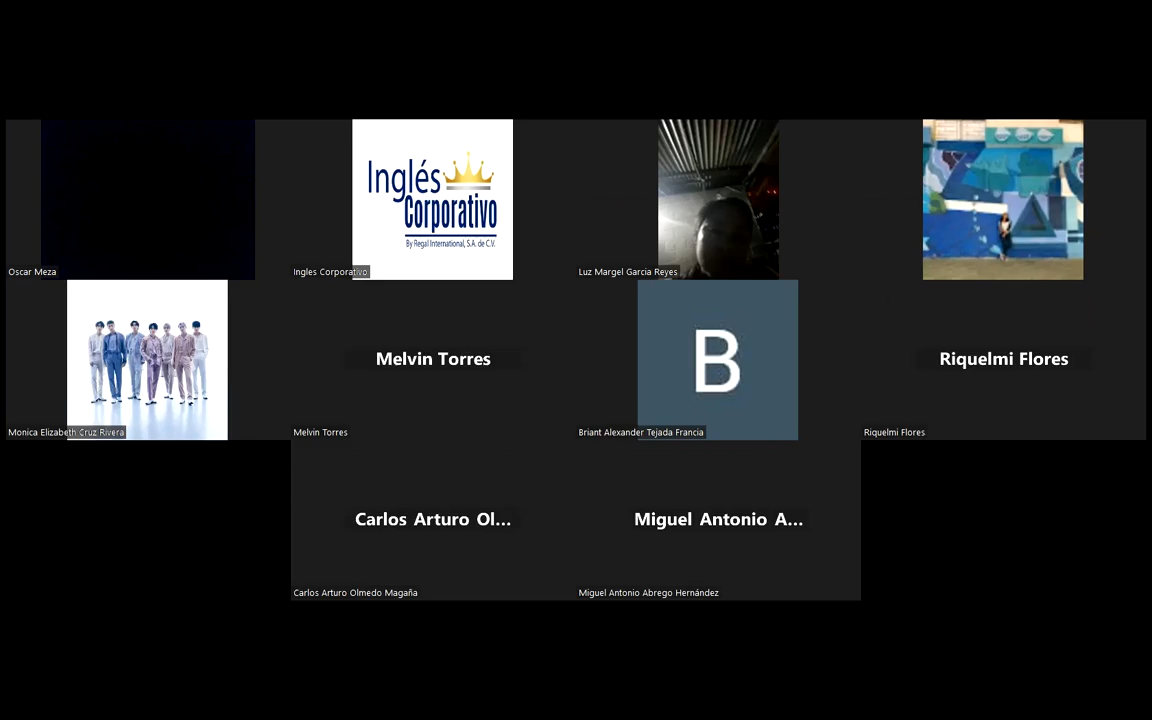 Inglés
Corporativo
By Regal International, S.A. de C.V.
Oscar Meza
Ingles Corporativo
Luz Margel Garcia Reyes
Melvin Torres
Riquelmi Flores
Monica Elizabeth Cruz Rivera
Melvin Torres
B
Briant Alexander Tejada Francia
Riquelmi Flores
Carlos Arturo Ol...
Miguel Antonio A...
Carlos Arturo Olmedo Magaña
Miguel Antonio Abrego Hernández